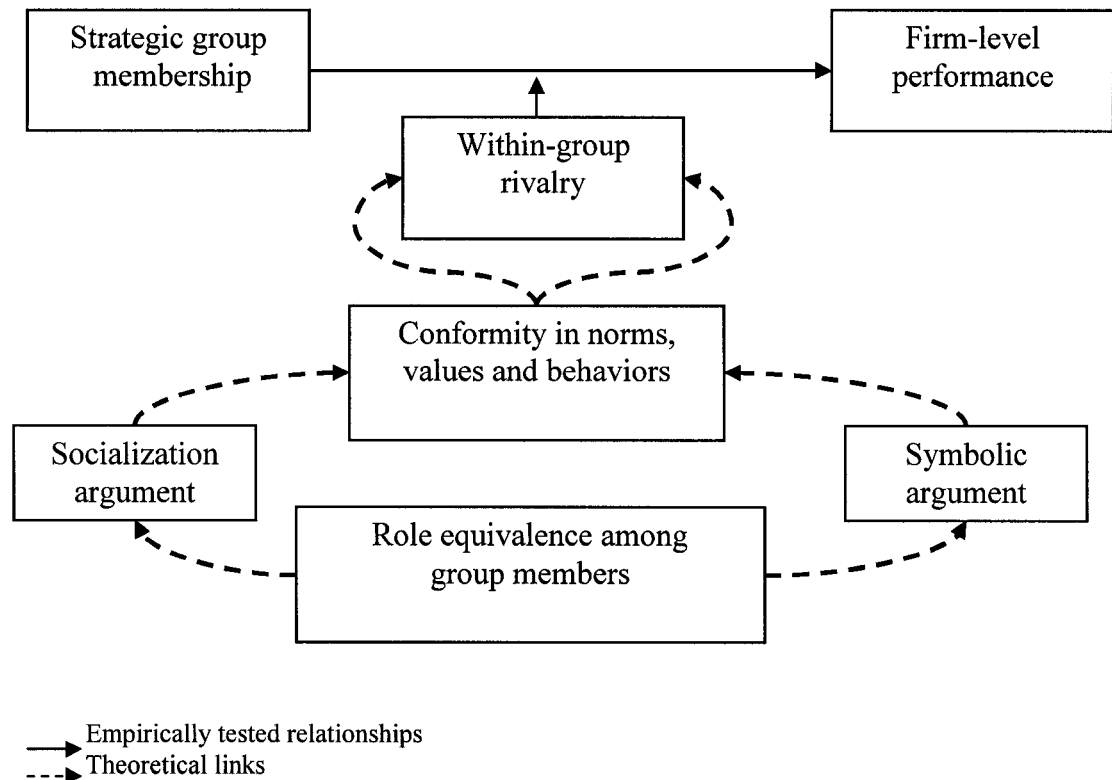 Strategic group
membership
Firm-level
performance
Within-group
rivalry
Conformity in norms,
values and behaviors
Socialization
argument
Symbolic
argument
Role equivalence among
group members
Empirically tested relationships
Theoretical links